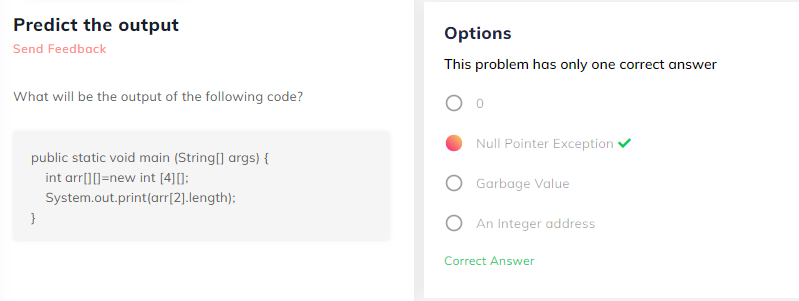 Predict the output
Send Feedback
What will be the output of the following code?
public static void main (String[] args) {
    int arr[][]=new int [4][];
    System.out.print(arr[2].length);
}
Options
This problem has only one correct answer
0
Null Pointer Exception
Garbage Value
An Integer address
Correct Answer